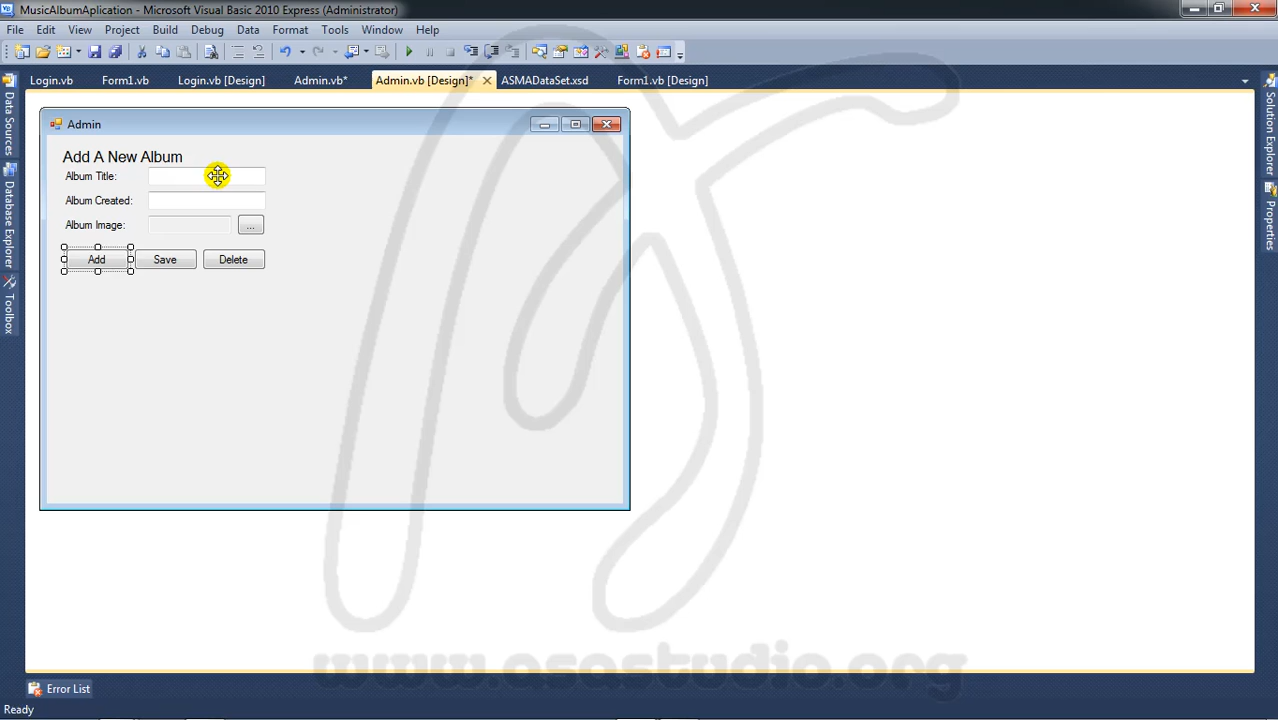 MusicAlbumAplication - Microsoft Visual Basic 2010 Express (Administrator)
File Edit View Project Build Debug Data Format Tools Window Help
Login.vb Form1.vb Login.vb [Design] Admin.vb* Admin.vb [Design]* ASMADataSet.xsd Form1.vb [Design]
Data Sources
Database Explorer
Toolbox
Solution Explorer
Properties
Admin
Add A New Album
Album Title:
Album Created:
Album Image: ...
Add Save Delete
www.asastudio.org
Error List
Ready